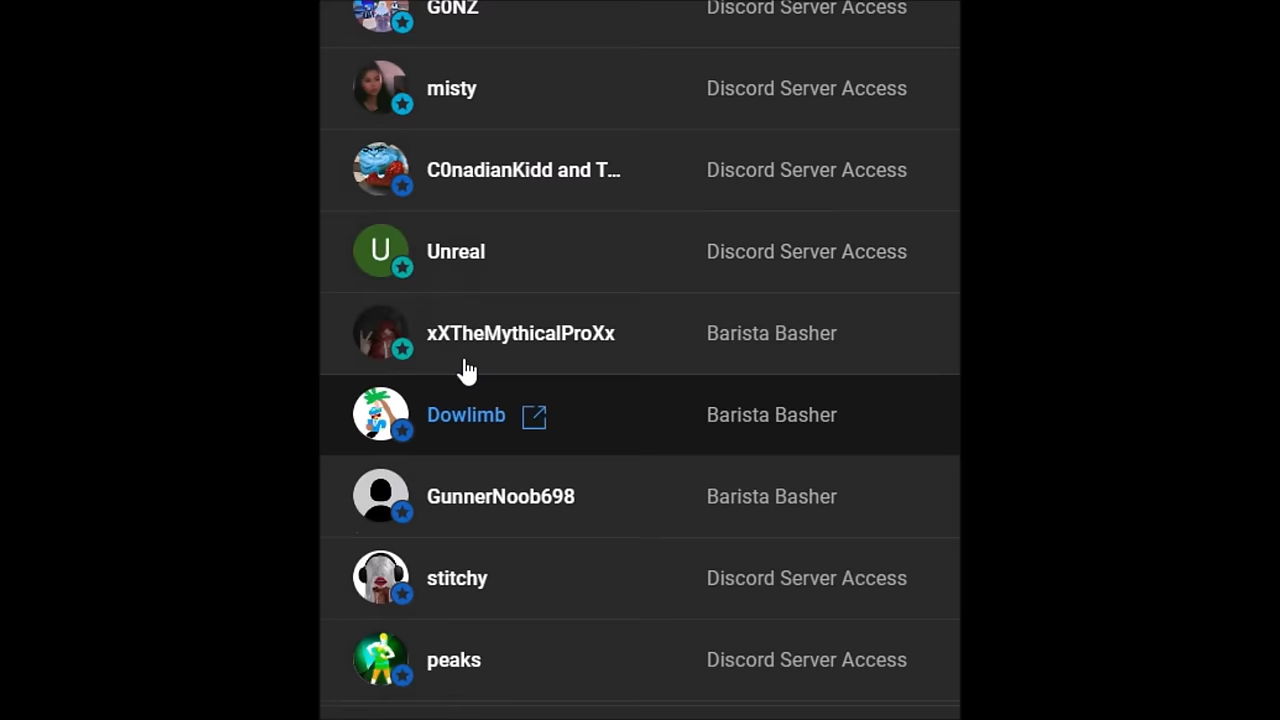 G0NZ Discord Server Access
misty Discord Server Access
C0nadianKidd and T... Discord Server Access
U Unreal Discord Server Access
xXTheMythicalProXx Barista Basher
Dowlimb Barista Basher
GunnerNoob698 Barista Basher
stitchy Discord Server Access
peaks Discord Server Access